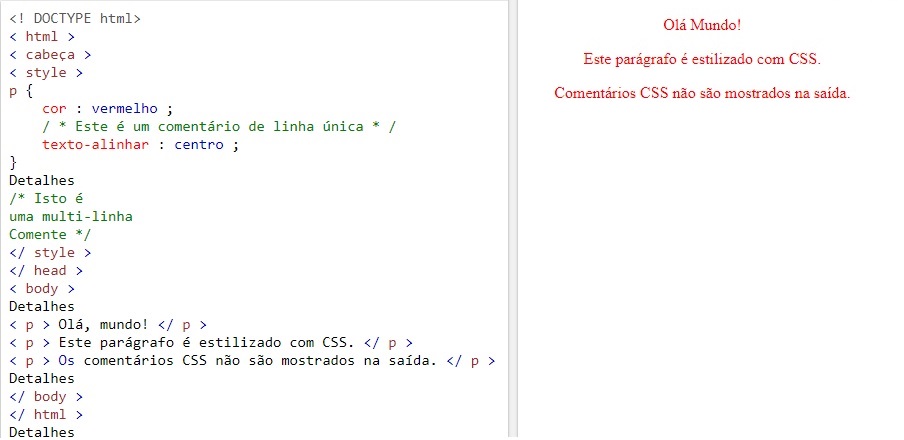 <! DOCTYPE html>
< html >
< cabeça >
< style >
p {
cor : vermelho ;
/ * Este é um comentário de linha única * /
texto-alinhar : centro ;
}
Detalhes
/* Isto é
uma multi-linha
Comente */
</ style >
</ head >
< body >
Detalhes
< p > Olá, mundo! </ p >
< p > Este parágrafo é estilizado com CSS. </ p >
< p > Os comentários CSS não são mostrados na saída. </ p >
Detalhes
</ body >
</ html >
Detalhes
Olá Mundo!
Este parágrafo é estilizado com CSS.
Comentários CSS não são mostrados na saída.